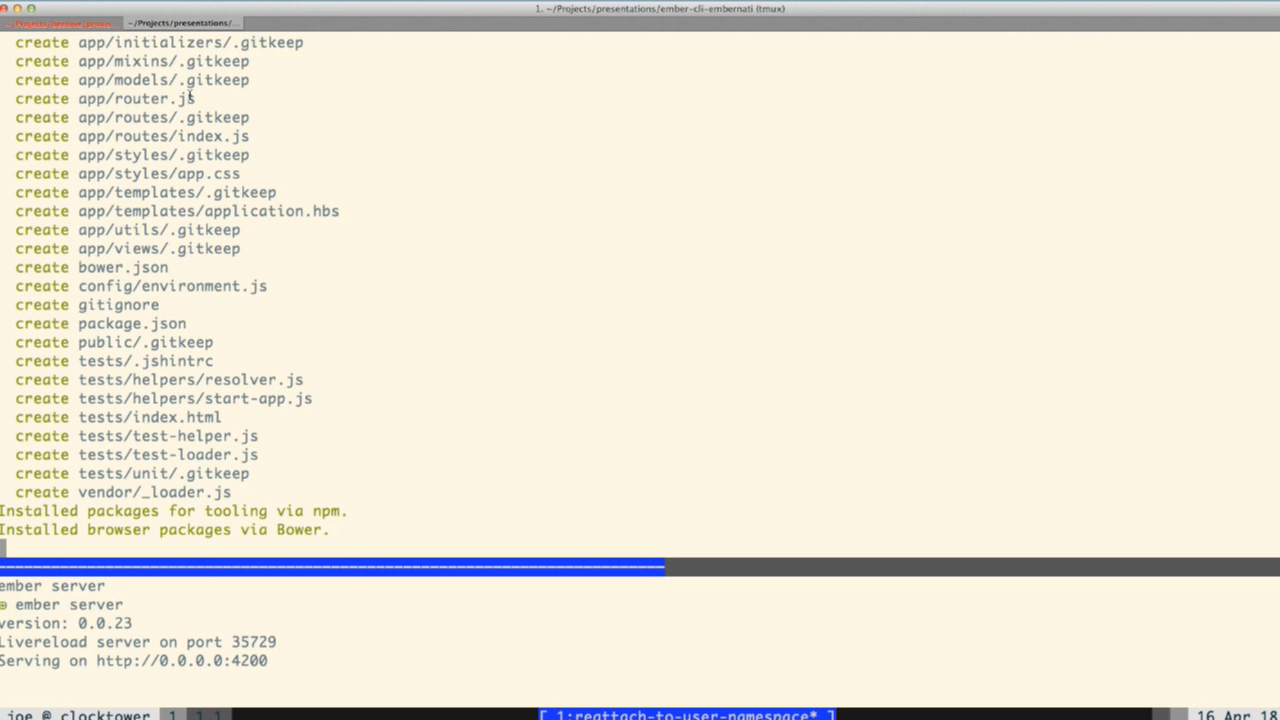 1. ~/Projects/presentations/ember-cli-embernati (tmux)
~/Projects/presentations/...
create app/initializers/.gitkeep
create app/mixins/.gitkeep
create app/models/.gitkeep
create app/router.js
create app/routes/.gitkeep
create app/routes/index.js
create app/styles/.gitkeep
create app/styles/app.css
create app/templates/.gitkeep
create app/templates/application.hbs
create app/utils/.gitkeep
create app/views/.gitkeep
create bower.json
create config/environment.js
create gitignore
create package.json
create public/.gitkeep
create tests/.jshintrc
create tests/helpers/resolver.js
create tests/helpers/start-app.js
create tests/index.html
create tests/test-helper.js
create tests/test-loader.js
create tests/unit/.gitkeep
create vendor/_loader.js
Installed packages for tooling via npm.
Installed browser packages via Bower.
ember server
ember server
version: 0.0.23
Livereload server on port 35729
Serving on http://0.0.0.0:4200
joe @ clocktower 1 1 1 [ 1:reattach-to-user-namespace* ] 16 Apr 18